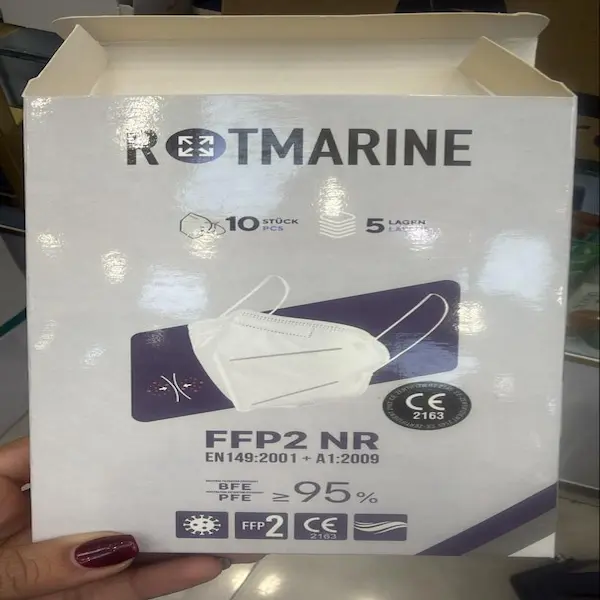 ROTMARINE
10 STÜCK
PCS
5 LAGEN
CE
2163
FFP2 NR
EN149:2001 + A1:2009
BFE
PFE
≥95%
FFP2
CE
2163